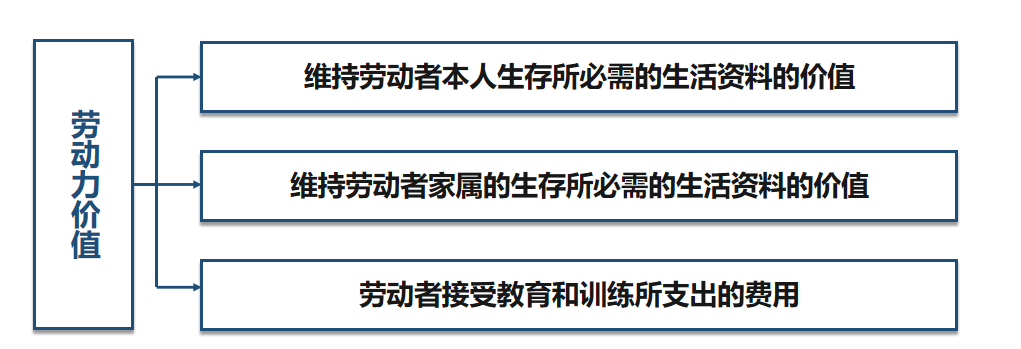 劳动力价值
维持劳动者本人生存所必需的生活资料的价值
维持劳动者家属的生存所必需的生活资料的价值
劳动者接受教育和训练所支出的费用